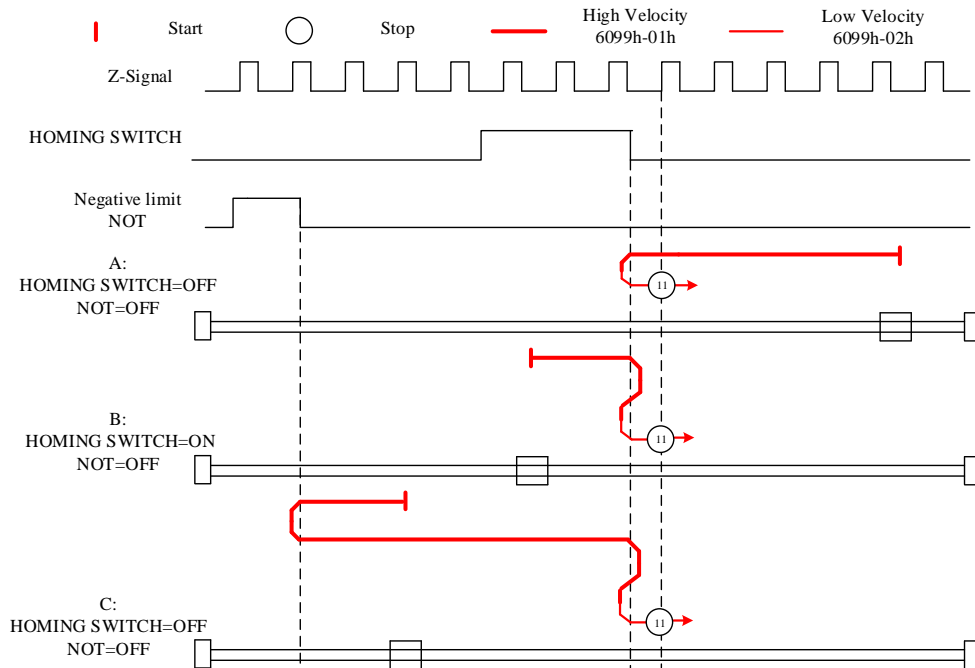 Start
Stop
High Velocity
6099h-01h
Low Velocity
6099h-02h
Z-Signal
HOMING SWITCH
Negative limit
NOT
A:
HOMING SWITCH=OFF
NOT=OFF
11
B:
HOMING SWITCH=ON
NOT=OFF
11
C:
HOMING SWITCH=OFF
NOT=OFF
11